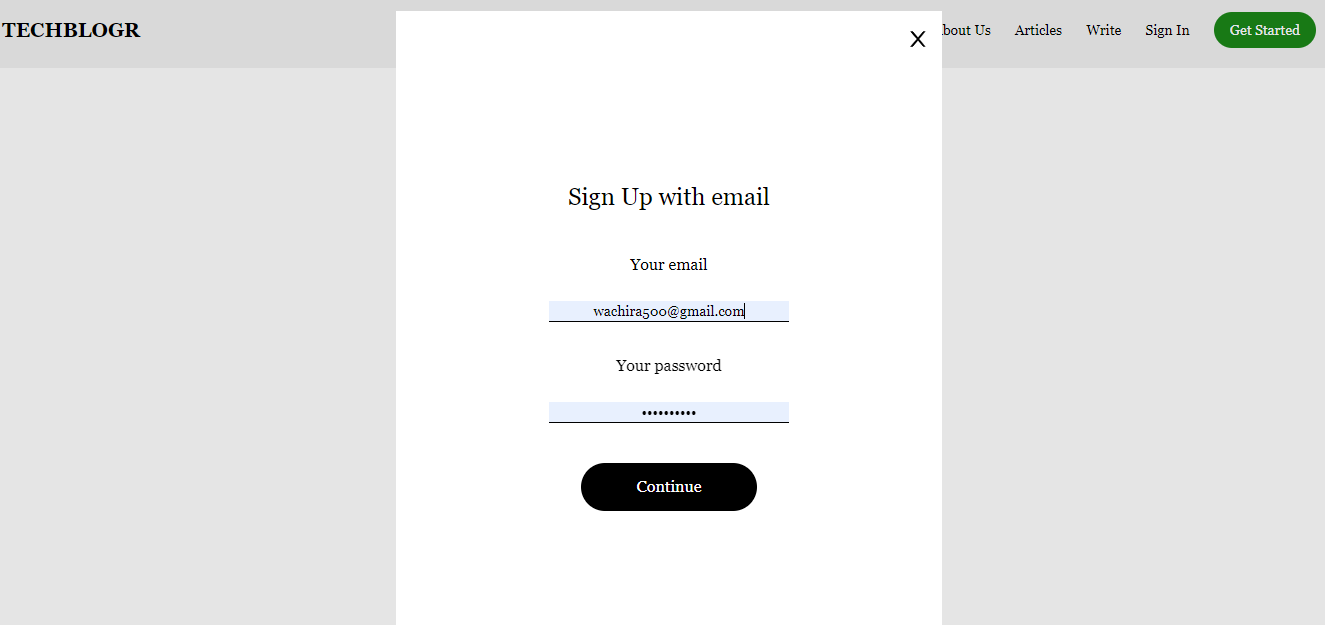 TECHBLOGR
bout Us Articles Write Sign In Get Started
X
Sign Up with email
Your email
wachira500@gmail.com
Your password
••••••••••
Continue